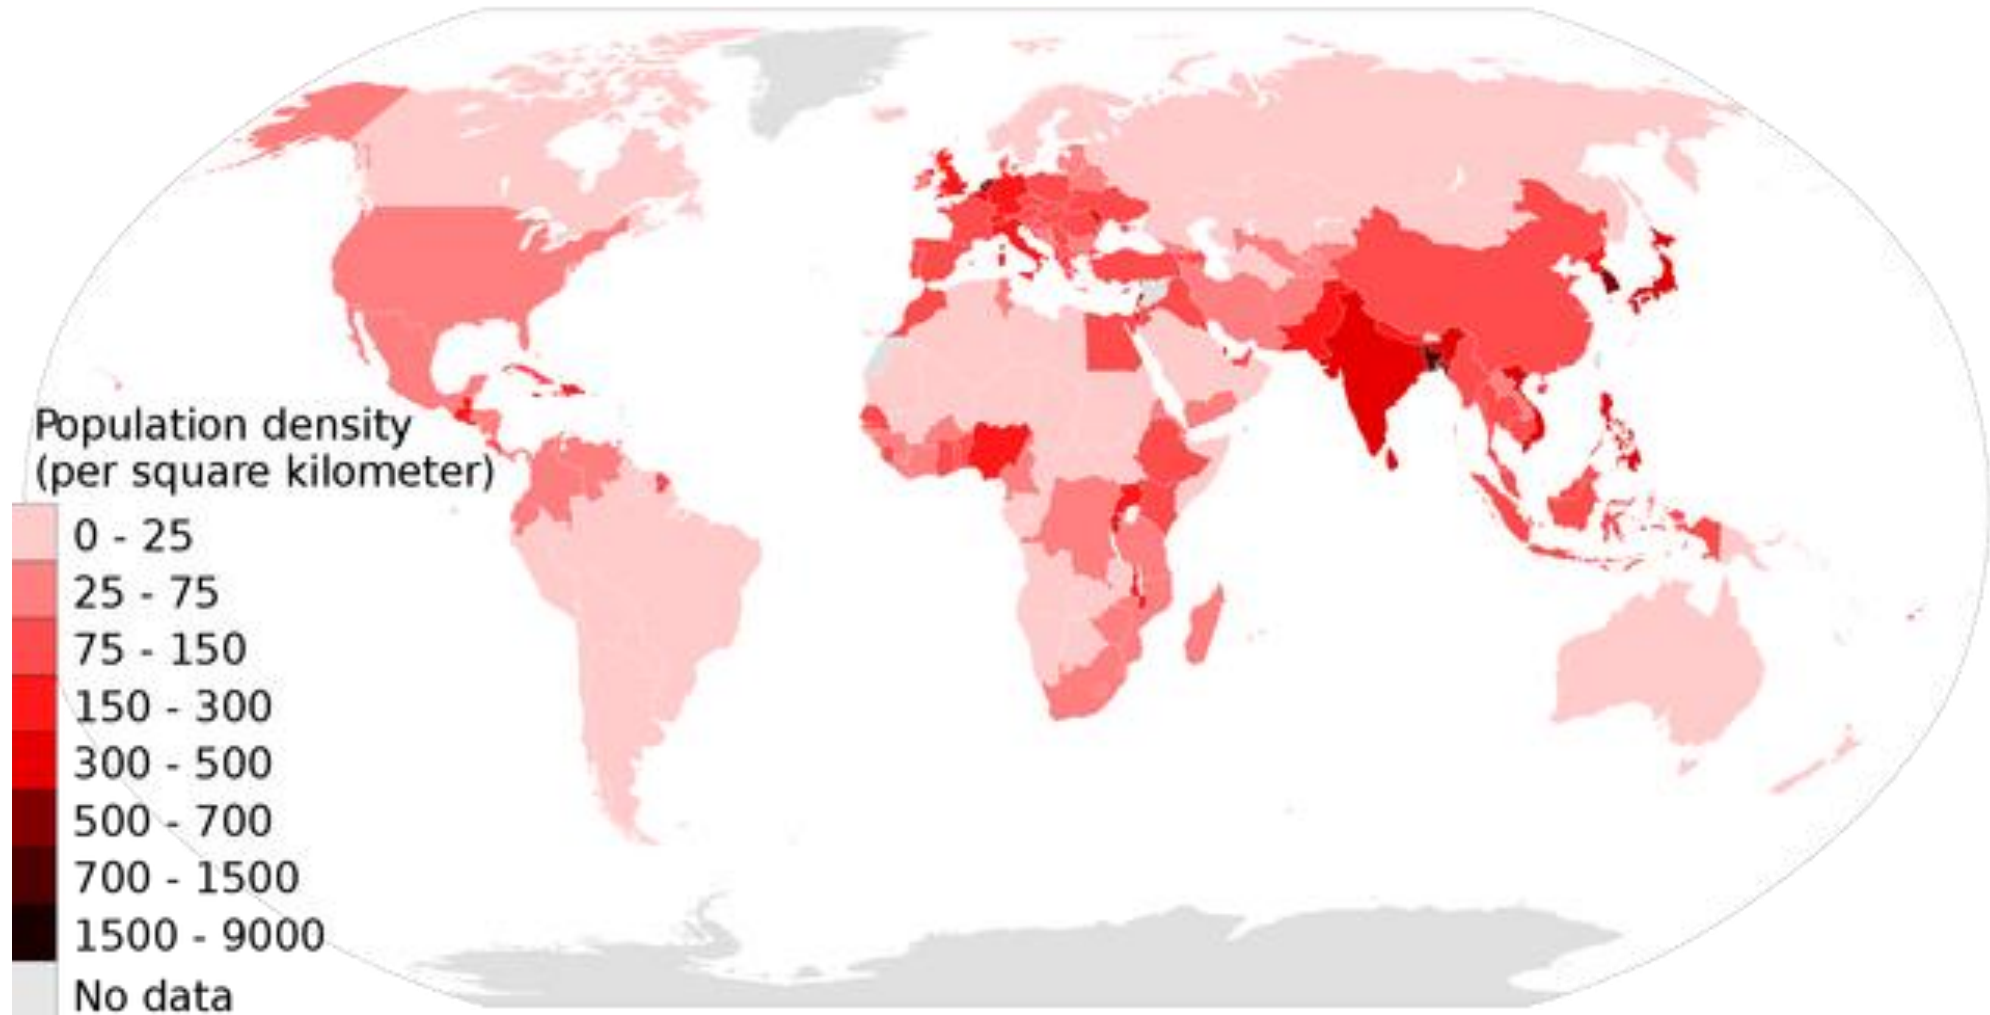 Population density
(per square kilometer)
0 - 25
25 - 75
75 - 150
150 - 300
300 - 500
500 - 700
700 - 1500
1500 - 9000
No data